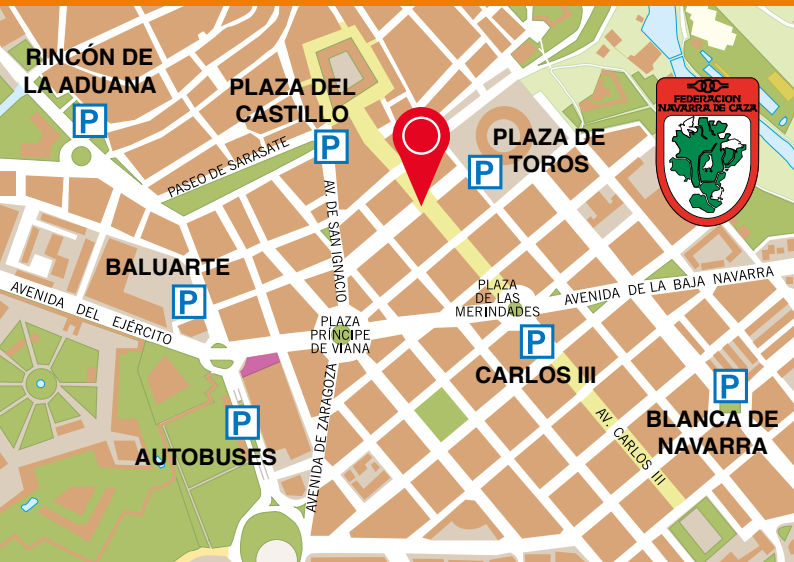 RINCÓN DE
LA ADUANA
P
PLAZA DEL
CASTILLO
P
PASEO DE SARASATE
PLAZA DE
TOROS
P
FEDERACION
NAVARRA DE CAZA
AV. DE SAN IGNACIO
BALUARTE
P
AVENIDA DEL EJÉRCITO
PLAZA
PRÍNCIPE
DE VIANA
PLAZA
DE LAS
MERINDADES
AVENIDA DE LA BAJA NAVARRA
P
CARLOS III
P
BLANCA DE
NAVARRA
P
AUTOBUSES
AVENIDA DE ZARAGOZA
AV. CARLOS III